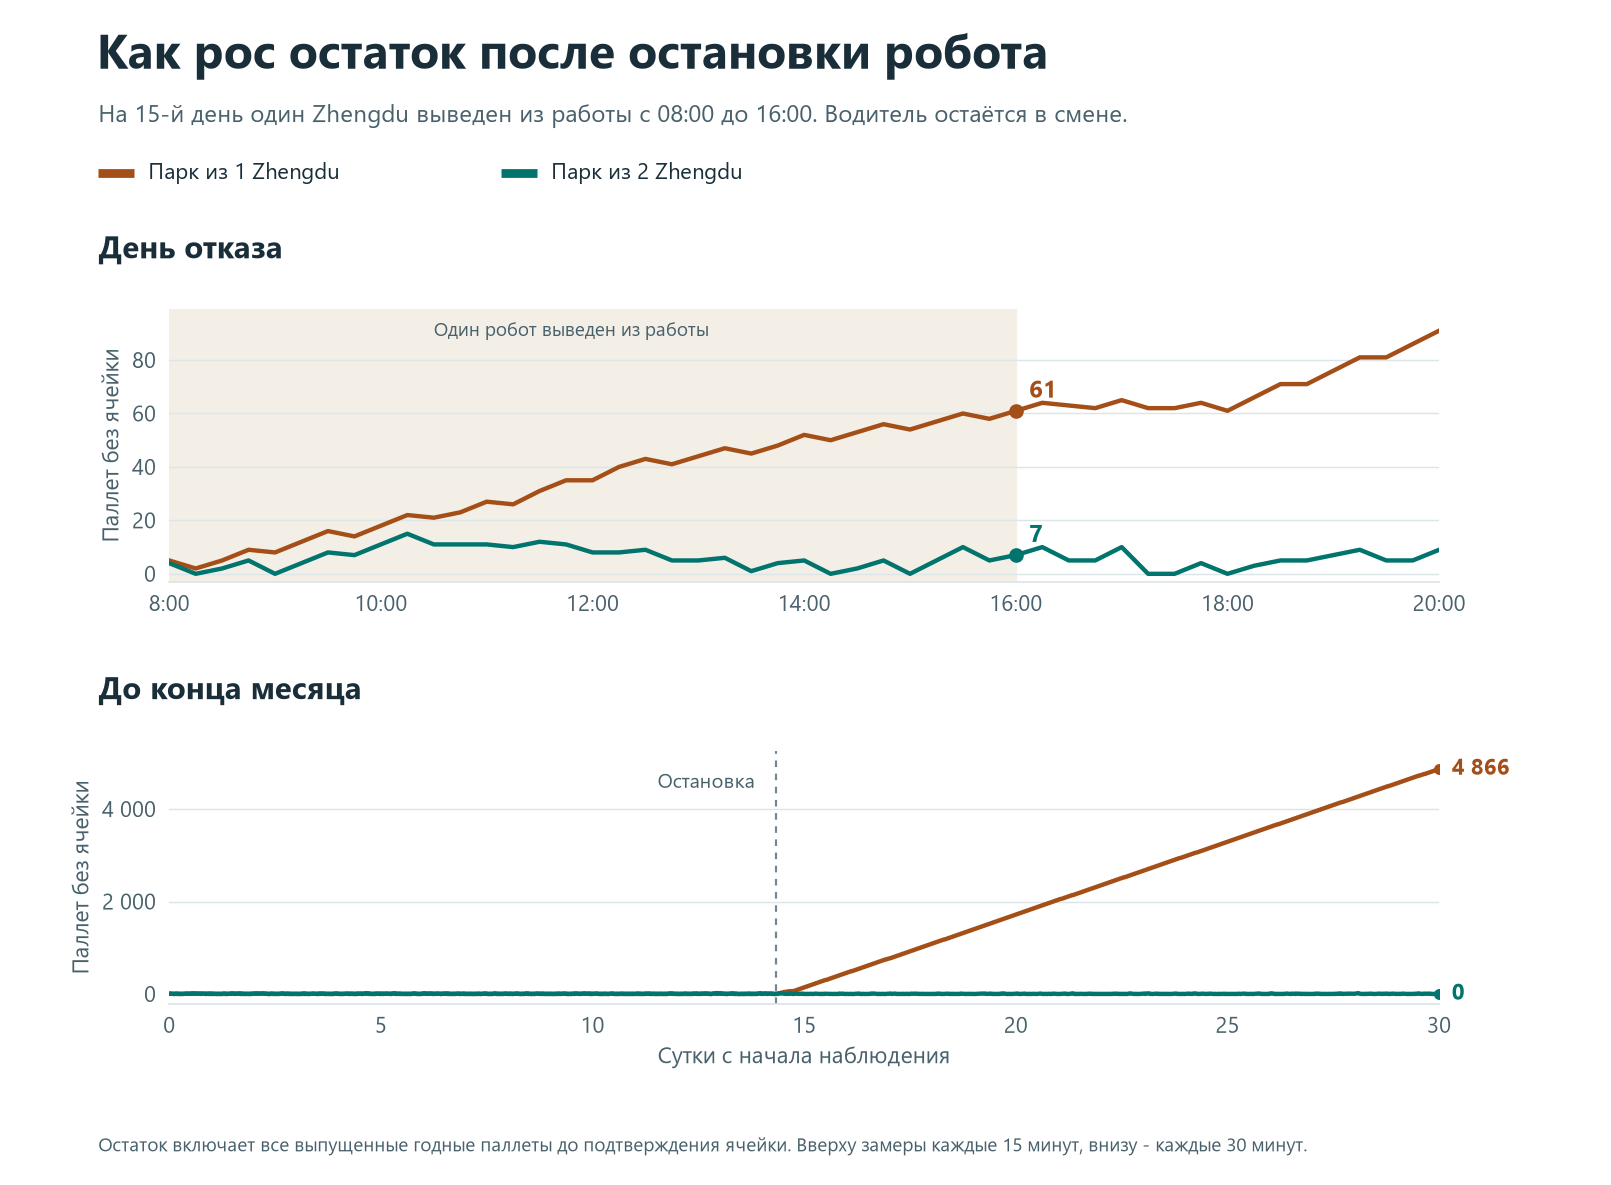 Как рос остаток после остановки робота
На 15-й день один Zhengdu выведен из работы с 08:00 до 16:00. Водитель остаётся в смене.
Парк из 1 Zhengdu
Парк из 2 Zhengdu
День отказа
Один робот выведен из работы
Паллет без ячейки
80
60
40
20
0
61
7
8:00
10:00
12:00
14:00
16:00
18:00
20:00
До конца месяца
Остановка
Паллет без ячейки
4 000
2 000
0
4 866
0
0
5
10
15
20
25
30
Сутки с начала наблюдения
Остаток включает все выпущенные годные паллеты до подтверждения ячейки. Вверху замеры каждые 15 минут, внизу - каждые 30 минут.